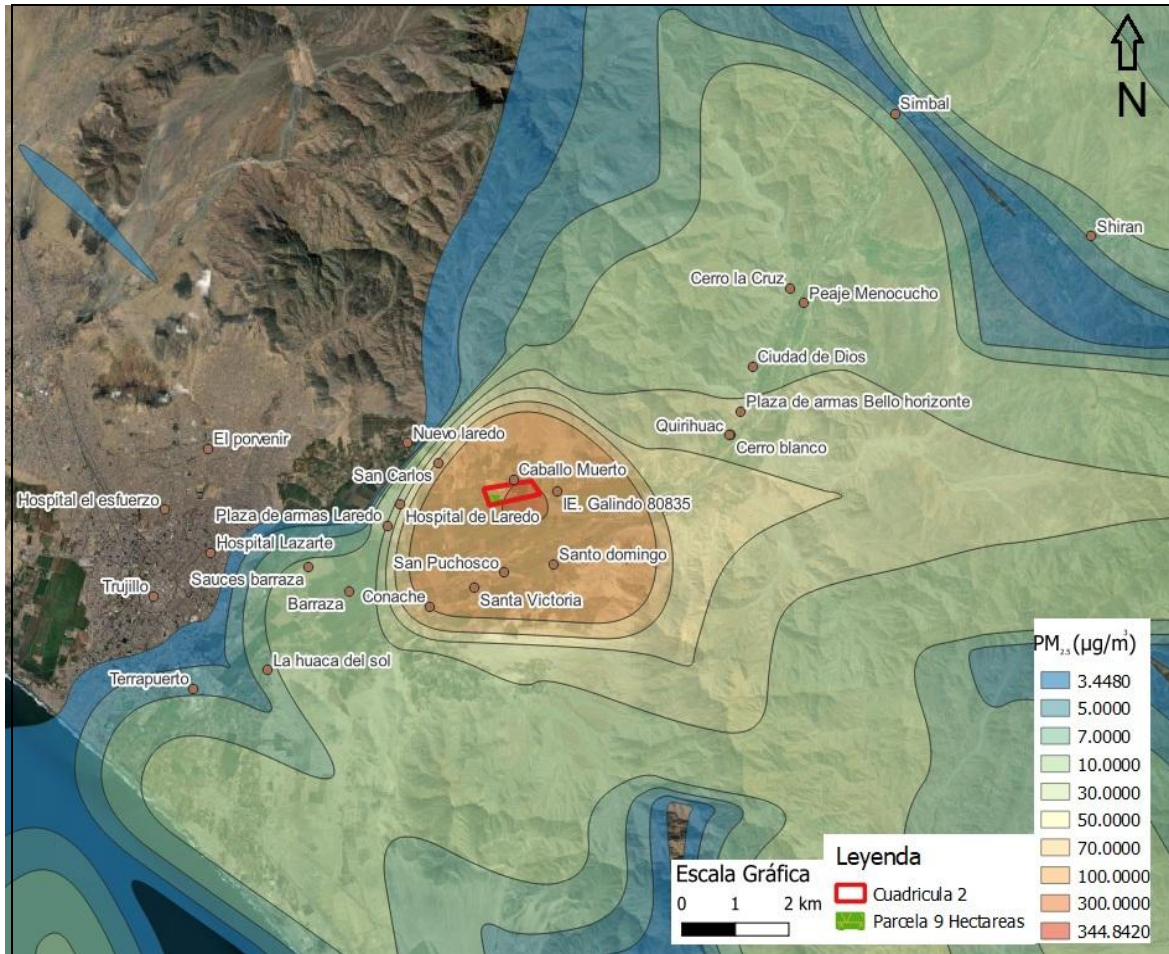 N
Simbal
Shiran
Cerro la Cruz
Peaje Menocucho
Ciudad de Dios
Plaza de armas Bello horizonte
Quirihuac
Cerro blanco
Nuevo laredo
El porvenir
San Carlos
Caballo Muerto
IE. Galindo 80835
Hospital el esfuerzo
Plaza de armas Laredo
Hospital de Laredo
Hospital Lazarte
San Puchosco
Santo domingo
Sauces barraza
Trujillo
Barraza
Conache
Santa Victoria
La huaca del sol
Terrapuerto
PM2.5 (µg/m³)
3.4480
5.0000
7.0000
10.0000
30.0000
50.0000
70.0000
100.0000
300.0000
344.8420
Escala Gráfica
0 1 2 km
Leyenda
Cuadricula 2
Parcela 9 Hectareas